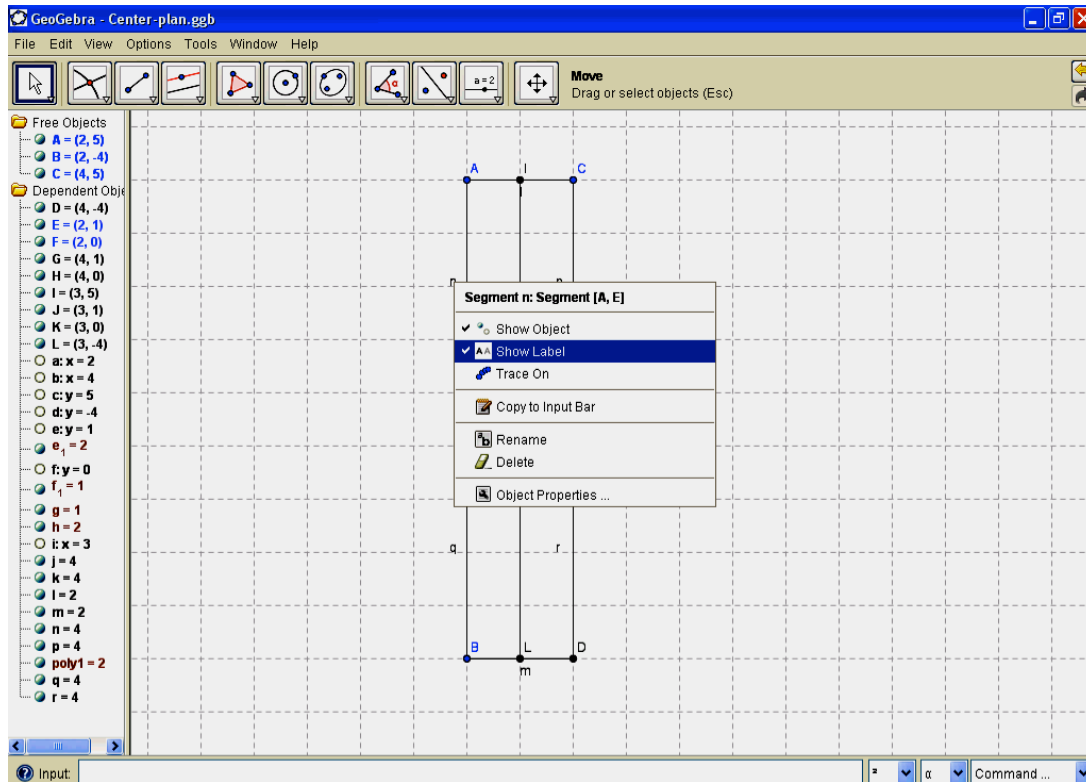 GeoGebra - Center-plan.ggb
File Edit View Options Tools Window Help
a = 2
Move
Drag or select objects (Esc)
Free Objects
A = (2, 5)
B = (2, -4)
C = (4, 5)
Dependent Obje
D = (4, -4)
E = (2, 1)
F = (2, 0)
G = (4, 1)
H = (4, 0)
I = (3, 5)
J = (3, 1)
K = (3, 0)
L = (3, -4)
a: x = 2
b: x = 4
c: y = 5
d: y = -4
e: y = 1
e₁ = 2
f: y = 0
f₁ = 1
g = 1
h = 2
i: x = 3
j = 4
k = 4
l = 2
m = 2
n = 4
p = 4
poly1 = 2
q = 4
r = 4
A I C
l
n p
Segment n: Segment [A, E]
Show Object
Show Label
Trace On
Copy to Input Bar
Rename
Delete
Object Properties ...
q r
B L D
m
Input:
² α Command ...